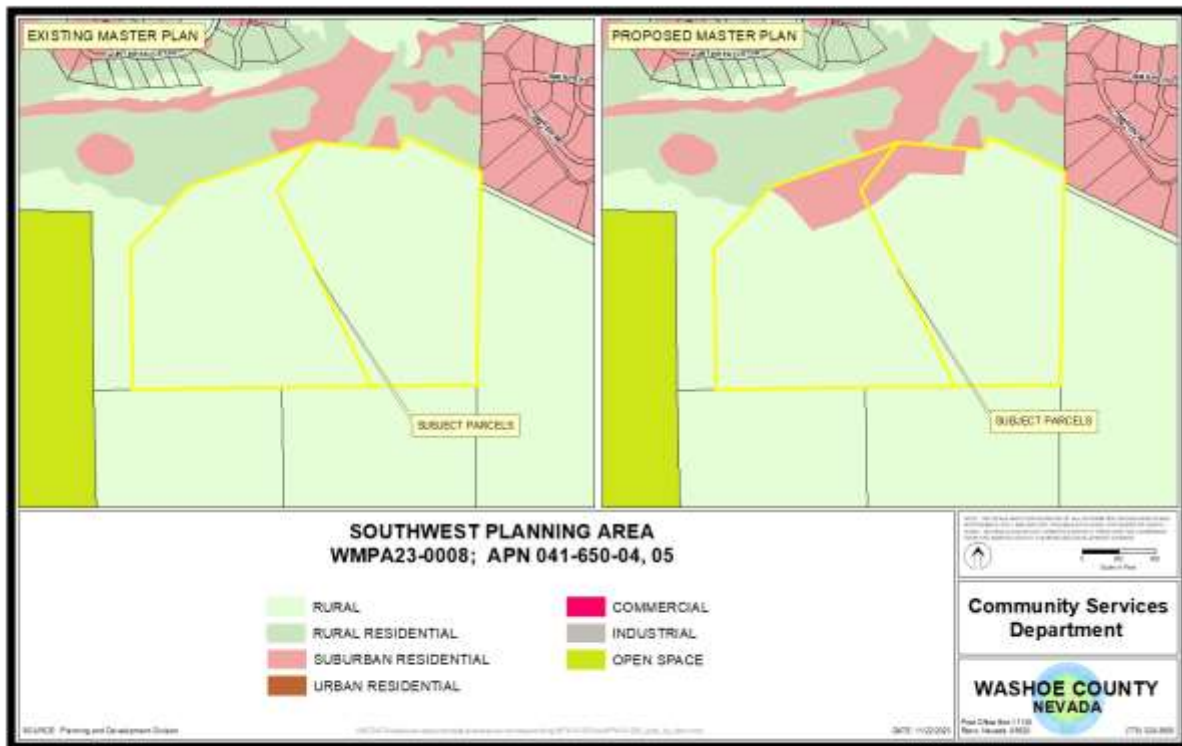 EXISTING MASTER PLAN
PROPOSED MASTER PLAN
SUBJECT PARCELS
SUBJECT PARCELS
SOUTHWEST PLANNING AREA
WMPA23-0008; APN 041-650-04, 05
RURAL
RURAL RESIDENTIAL
SUBURBAN RESIDENTIAL
URBAN RESIDENTIAL
COMMERCIAL
INDUSTRIAL
OPEN SPACE
Community Services
Department
WASHOE COUNTY
NEVADA
SOURCE: Planning and Development Division